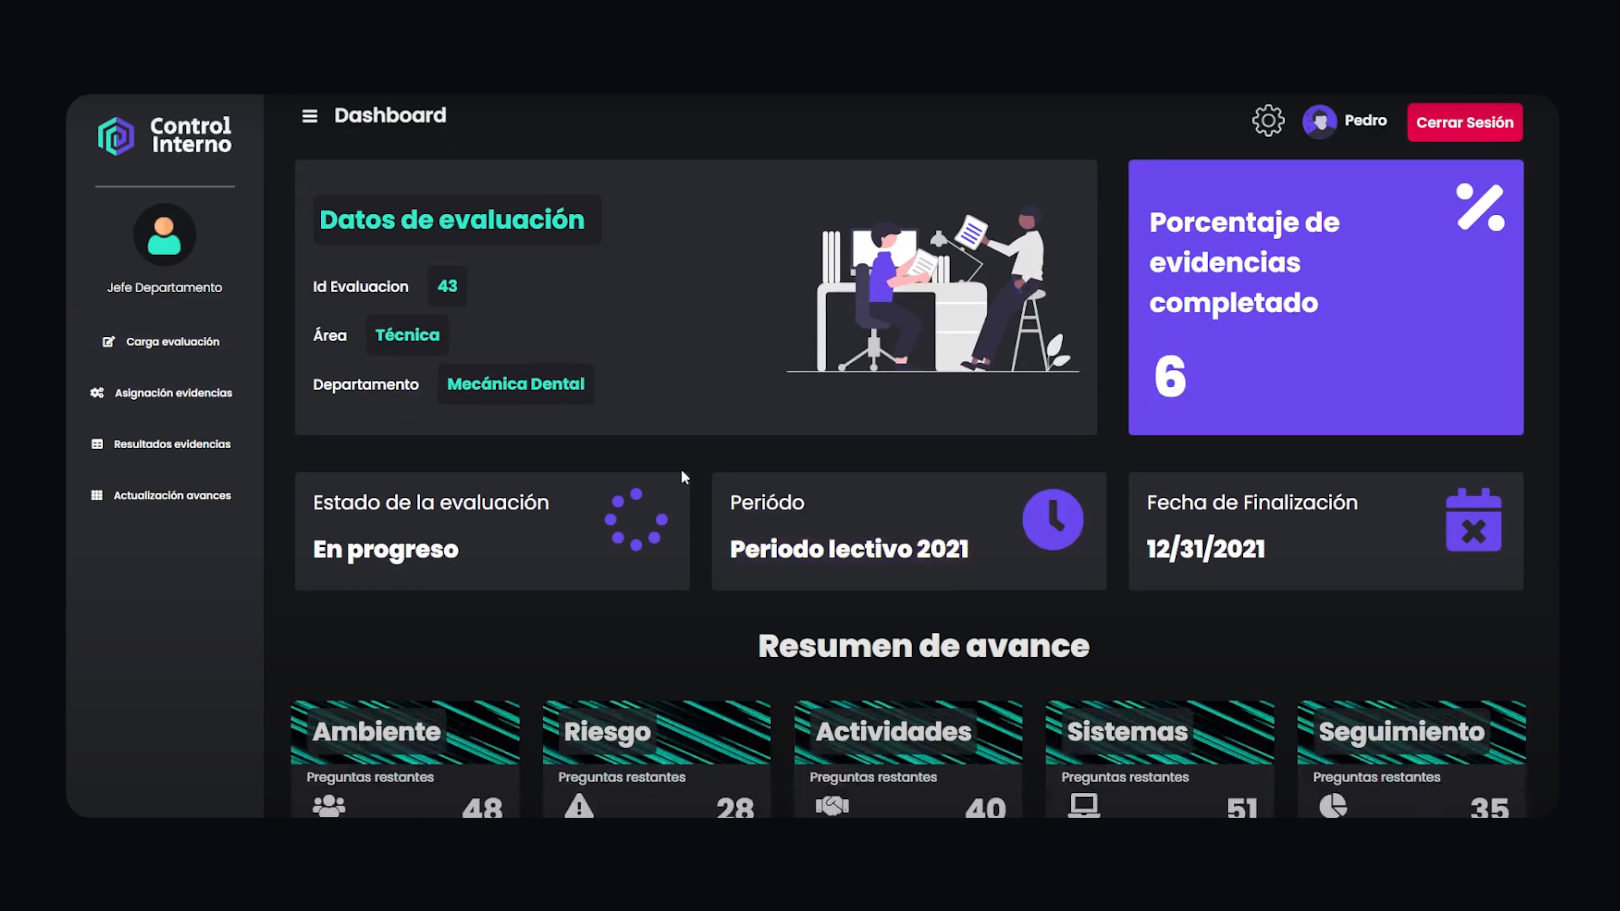 Control
Interno
Jefe Departamento
Carga evaluación
Asignación evidencias
Resultados evidencias
Actualización avances
Dashboard
Pedro
Cerrar Sesión
Datos de evaluación
Id Evaluacion 43
Área Técnica
Departamento Mecánica Dental
Porcentaje de
evidencias
completado
6
Estado de la evaluación
En progreso
Periódo
Periodo lectivo 2021
Fecha de Finalización
12/31/2021
Resumen de avance
Ambiente
Preguntas restantes
48
Riesgo
Preguntas restantes
28
Actividades
Preguntas restantes
40
Sistemas
Preguntas restantes
51
Seguimiento
Preguntas restantes
35